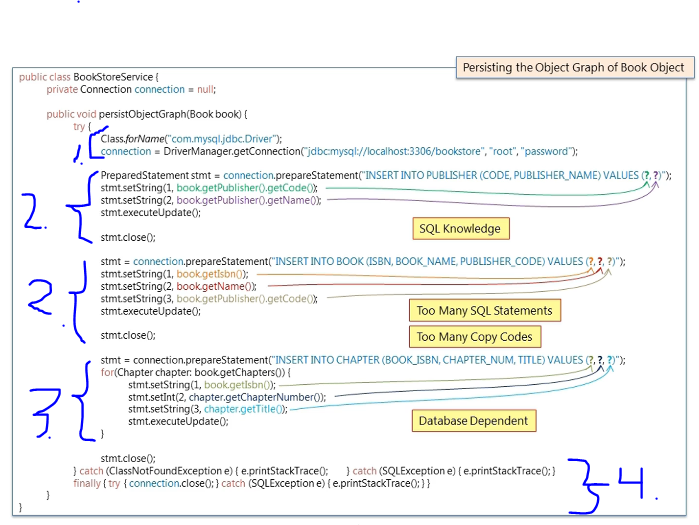 Persisting the Object Graph of Book Object
public class BookStoreService {
private Connection connection = null;
public void persistObjectGraph(Book book) {
try {
1.
Class.forName("com.mysql.jdbc.Driver");
connection = DriverManager.getConnection("jdbc:mysql://localhost:3306/bookstore", "root", "password");
2.
PreparedStatement stmt = connection.prepareStatement("INSERT INTO PUBLISHER (CODE, PUBLISHER_NAME) VALUES (?, ?)");
stmt.setString(1, book.getPublisher().getCode());
stmt.setString(2, book.getPublisher().getName());
stmt.executeUpdate();
SQL Knowledge
stmt.close();
2.
stmt = connection.prepareStatement("INSERT INTO BOOK (ISBN, BOOK_NAME, PUBLISHER_CODE) VALUES (?, ?, ?)");
stmt.setString(1, book.getIsbn());
stmt.setString(2, book.getName());
stmt.setString(3, book.getPublisher().getCode());
stmt.executeUpdate();
Too Many SQL Statements
stmt.close();
Too Many Copy Codes
3.
stmt = connection.prepareStatement("INSERT INTO CHAPTER (BOOK_ISBN, CHAPTER_NUM, TITLE) VALUES (?, ?, ?)");
for(Chapter chapter: book.getChapters()) {
stmt.setString(1, book.getIsbn());
stmt.setInt(2, chapter.getChapterNumber());
stmt.setString(3, chapter.getTitle());
stmt.executeUpdate();
Database Dependent
}
stmt.close();
} catch (ClassNotFoundException e) { e.printStackTrace(); } catch (SQLException e) { e.printStackTrace(); }
finally { try { connection.close(); } catch (SQLException e) { e.printStackTrace(); } }
4.
}
}